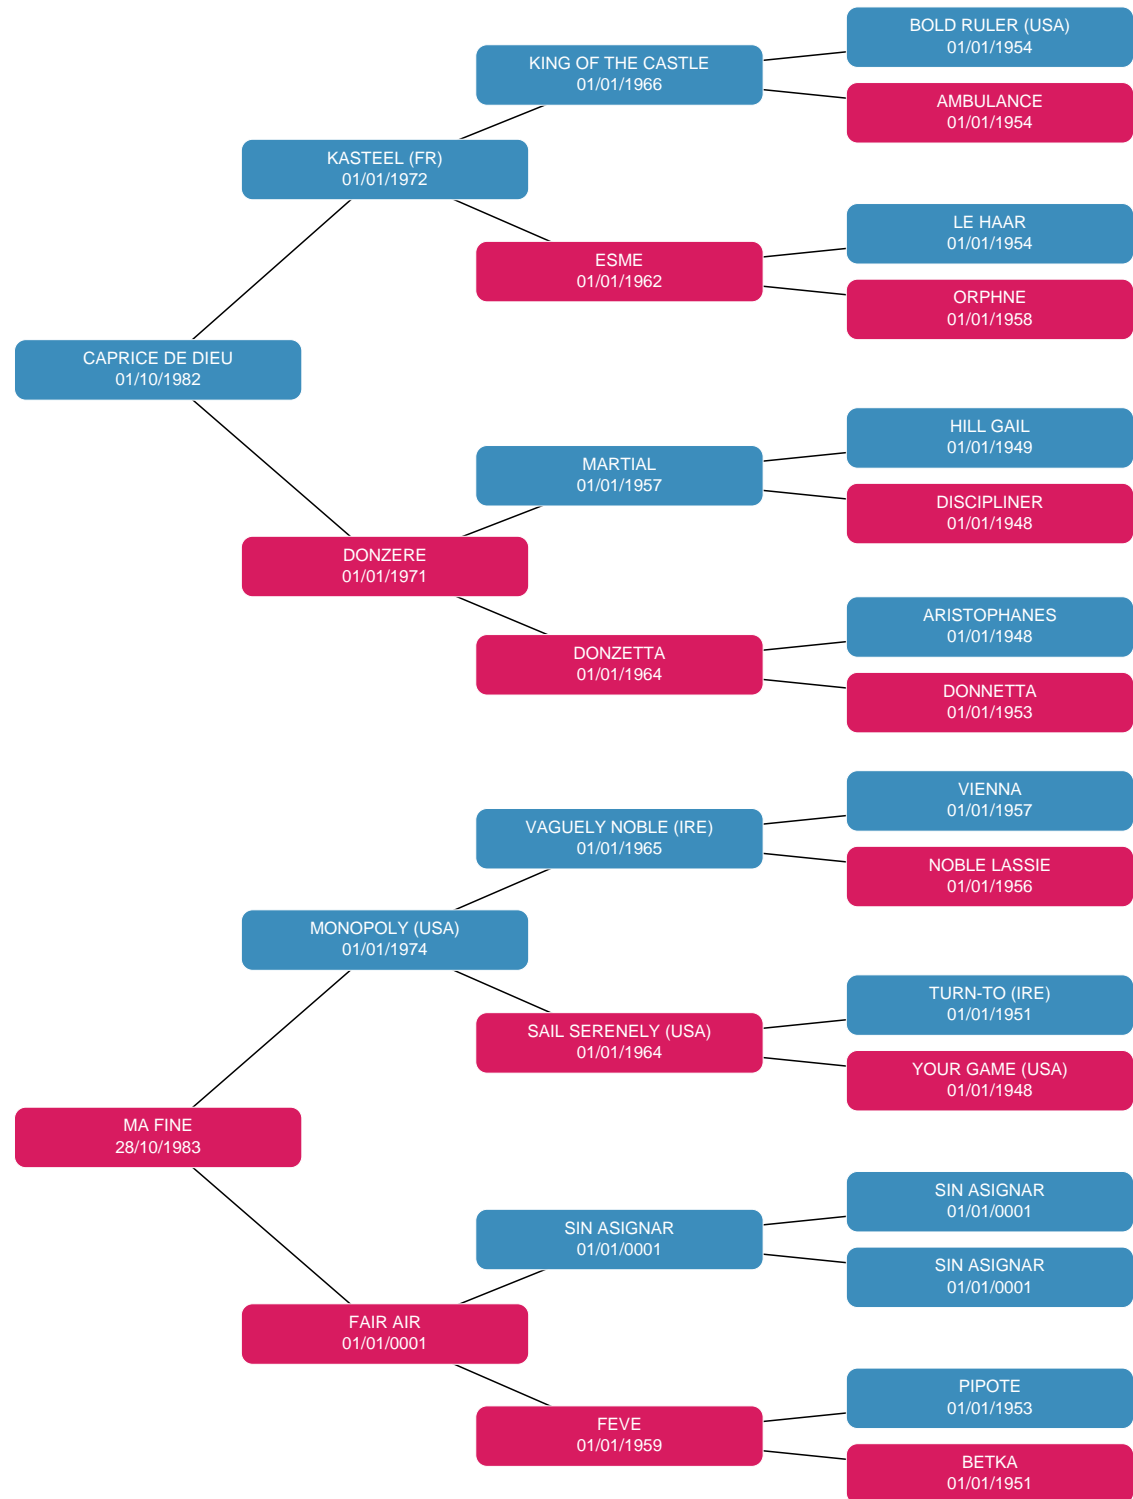 BOLD RULER (USA)
01/01/1954
KING OF THE CASTLE
01/01/1966
AMBULANCE
01/01/1954
KASTEEL (FR)
01/01/1972
LE HAAR
01/01/1954
ESME
01/01/1962
ORPHNE
01/01/1958
CAPRICE DE DIEU
01/10/1982
HILL GAIL
01/01/1949
MARTIAL
01/01/1957
DISCIPLINER
01/01/1948
DONZERE
01/01/1971
ARISTOPHANES
01/01/1948
DONZETTA
01/01/1964
DONNETTA
01/01/1953
VIENNA
01/01/1957
VAGUELY NOBLE (IRE)
01/01/1965
NOBLE LASSIE
01/01/1956
MONOPOLY (USA)
01/01/1974
TURN-TO (IRE)
01/01/1951
SAIL SERENELY (USA)
01/01/1964
YOUR GAME (USA)
01/01/1948
MA FINE
28/10/1983
SIN ASIGNAR
01/01/0001
SIN ASIGNAR
01/01/0001
SIN ASIGNAR
01/01/0001
FAIR AIR
01/01/0001
PIPOTE
01/01/1953
FEVE
01/01/1959
BETKA
01/01/1951